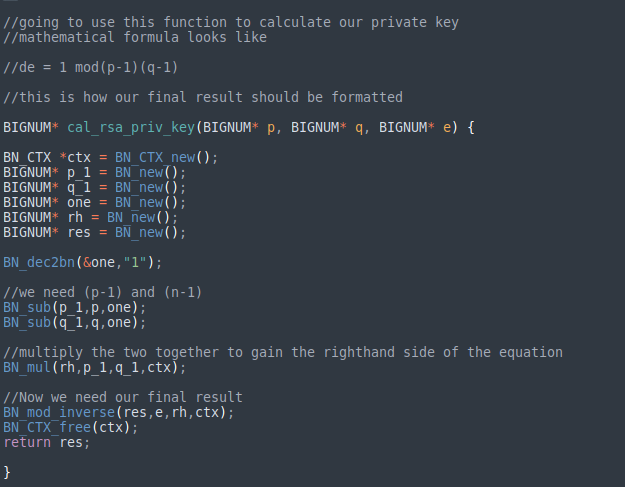 //going to use this function to calculate our private key
//mathematical formula looks like
//de = 1 mod(p-1)(q-1)
//this is how our final result should be formatted
BIGNUM* cal_rsa_priv_key(BIGNUM* p, BIGNUM* q, BIGNUM* e) {
BN_CTX *ctx = BN_CTX_new();
BIGNUM* p_1 = BN_new();
BIGNUM* q_1 = BN_new();
BIGNUM* one = BN_new();
BIGNUM* rh = BN_new();
BIGNUM* res = BN_new();
BN_dec2bn(&one,"1");
//we need (p-1) and (n-1)
BN_sub(p_1,p,one);
BN_sub(q_1,q,one);
//multiply the two together to gain the righthand side of the equation
BN_mul(rh,p_1,q_1,ctx);
//Now we need our final result
BN_mod_inverse(res,e,rh,ctx);
BN_CTX_free(ctx);
return res;
}